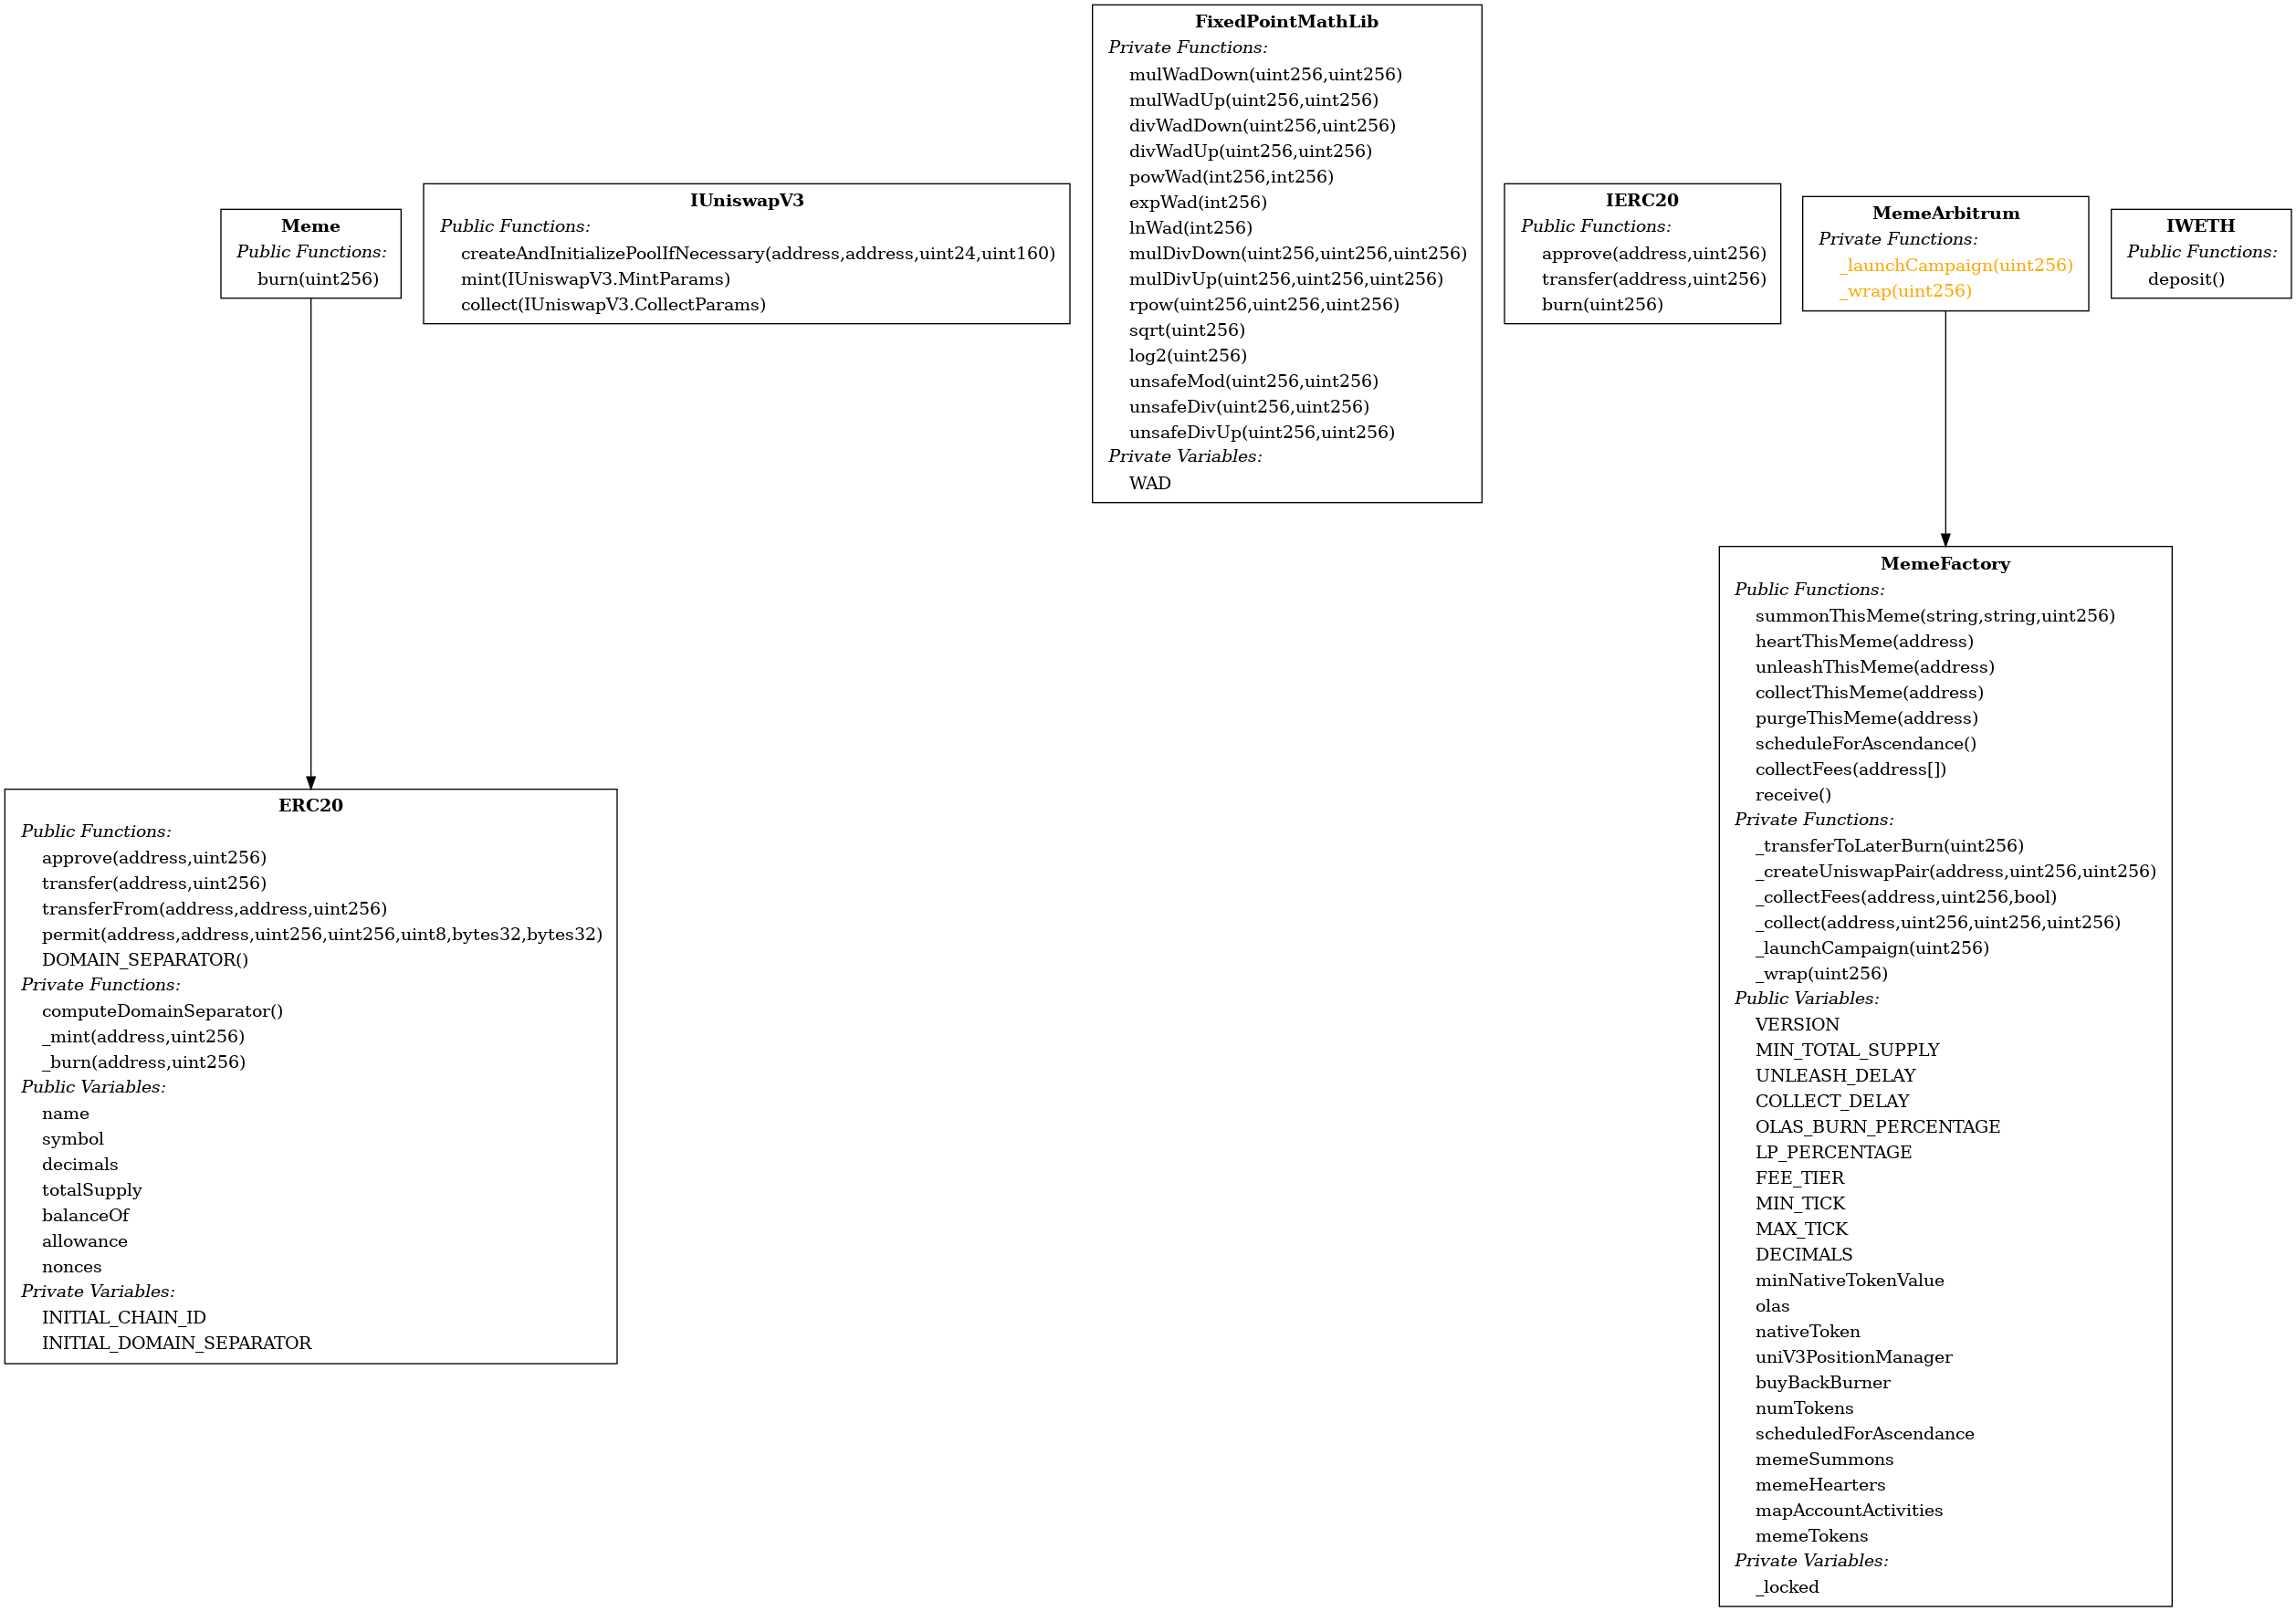 Meme
Public Functions:
burn(uint256)
IUniswapV3
Public Functions:
createAndInitializePoolIfNecessary(address,address,uint24,uint160)
mint(IUniswapV3.MintParams)
collect(IUniswapV3.CollectParams)
FixedPointMathLib
Private Functions:
mulWadDown(uint256,uint256)
mulWadUp(uint256,uint256)
divWadDown(uint256,uint256)
divWadUp(uint256,uint256)
powWad(int256,int256)
expWad(int256)
lnWad(int256)
mulDivDown(uint256,uint256,uint256)
mulDivUp(uint256,uint256,uint256)
rpow(uint256,uint256,uint256)
sqrt(uint256)
log2(uint256)
unsafeMod(uint256,uint256)
unsafeDiv(uint256,uint256)
unsafeDivUp(uint256,uint256)
Private Variables:
WAD
IERC20
Public Functions:
approve(address,uint256)
transfer(address,uint256)
burn(uint256)
MemeArbitrum
Private Functions:
_launchCampaign(uint256)
_wrap(uint256)
IWETH
Public Functions:
deposit()
ERC20
Public Functions:
approve(address,uint256)
transfer(address,uint256)
transferFrom(address,address,uint256)
permit(address,address,uint256,uint256,uint8,bytes32,bytes32)
DOMAIN_SEPARATOR()
Private Functions:
computeDomainSeparator()
_mint(address,uint256)
_burn(address,uint256)
Public Variables:
name
symbol
decimals
totalSupply
balanceOf
allowance
nonces
Private Variables:
INITIAL_CHAIN_ID
INITIAL_DOMAIN_SEPARATOR
MemeFactory
Public Functions:
summonThisMeme(string,string,uint256)
heartThisMeme(address)
unleashThisMeme(address)
collectThisMeme(address)
purgeThisMeme(address)
scheduleForAscendance()
collectFees(address[])
receive()
Private Functions:
_transferToLaterBurn(uint256)
_createUniswapPair(address,uint256,uint256)
_collectFees(address,uint256,bool)
_collect(address,uint256,uint256,uint256)
_launchCampaign(uint256)
_wrap(uint256)
Public Variables:
VERSION
MIN_TOTAL_SUPPLY
UNLEASH_DELAY
COLLECT_DELAY
OLAS_BURN_PERCENTAGE
LP_PERCENTAGE
FEE_TIER
MIN_TICK
MAX_TICK
DECIMALS
minNativeTokenValue
olas
nativeToken
uniV3PositionManager
buyBackBurner
numTokens
scheduledForAscendance
memeSummons
memeHearters
mapAccountActivities
memeTokens
Private Variables:
_locked